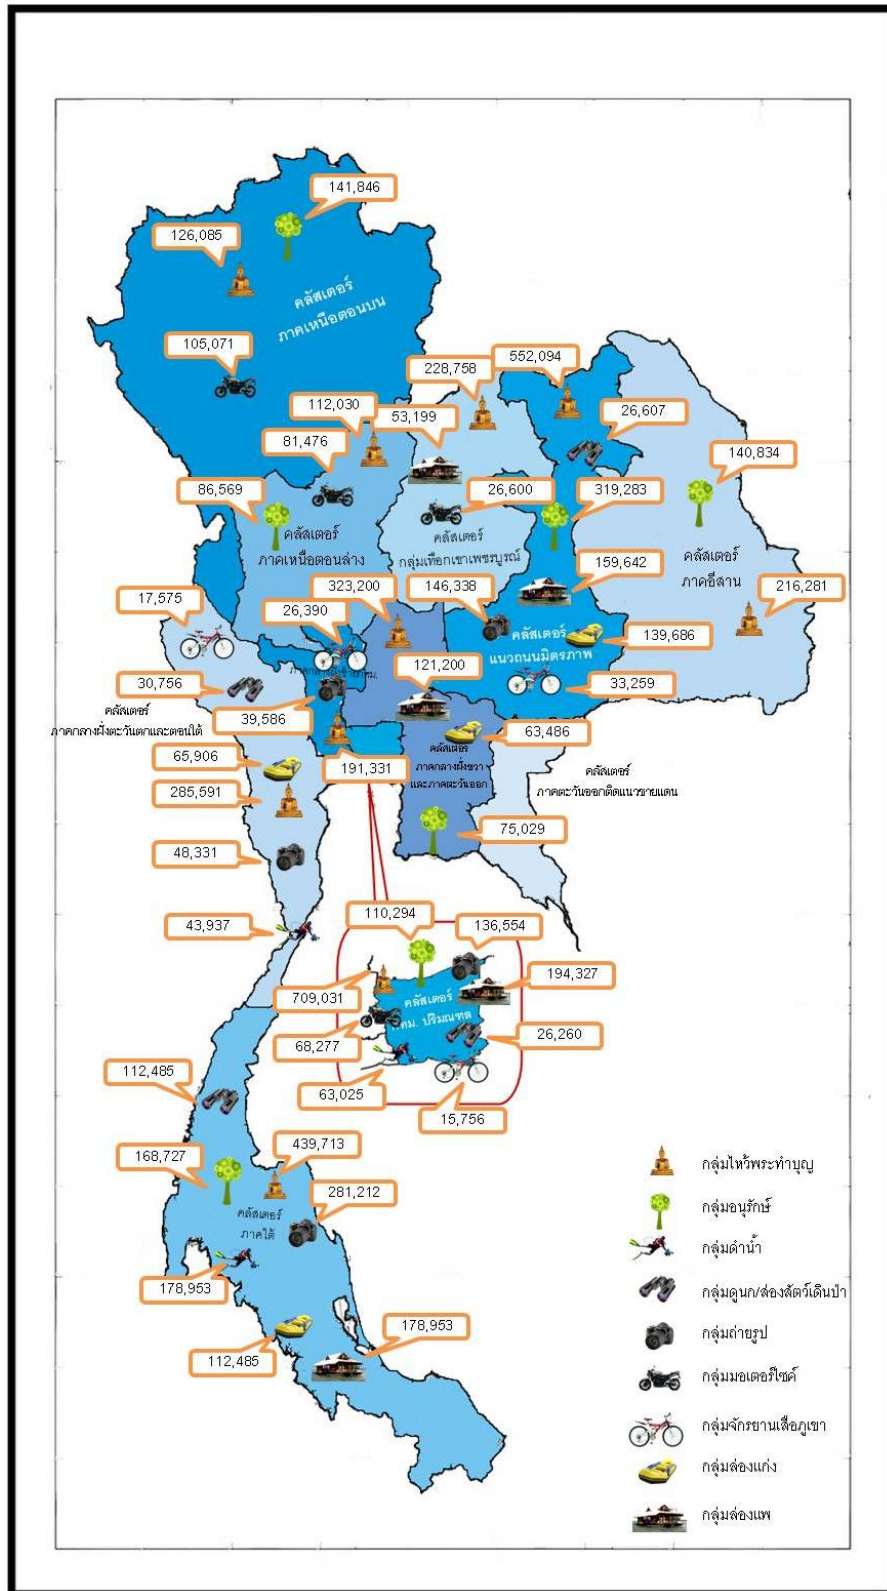 141,846
126,085
คลัสเตอร์
ภาคเหนือตอนบน
105,071
552,094
228,758
112,030
53,199
26,607
81,476
140,834
86,569
26,600
319,283
คลัสเตอร์
ภาคเหนือตอนล่าง
คลัสเตอร์
กลุ่มเทือกเขาเพชรบูรณ์
คลัสเตอร์
ภาคอีสาน
159,642
323,200
146,338
216,281
17,575
26,390
คลัสเตอร์
แนวถนนมิตรภาพ
139,686
121,200
30,756
33,259
39,586
คลัสเตอร์
ภาคกลางฝั่งตะวันตกและตอนใต้
63,486
คลัสเตอร์
ภาคกลางฝั่งขวา
และภาคตะวันออก
65,906
191,331
คลัสเตอร์
ภาคตะวันออกติดแนวชายแดน
285,591
75,029
48,331
110,294
43,937
136,554
194,327
709,031
คลัสเตอร์
กทม. ปริมณฑล
68,277
26,260
63,025
15,756
112,485
439,713
168,727
281,212
คลัสเตอร์
ภาคใต้
178,953
178,953
112,485
กลุ่มไหว้พระทำบุญ
กลุ่มอนุรักษ์
กลุ่มดำน้ำ
กลุ่มดูนก/ส่องสัตว์เดินป่า
กลุ่มถ่ายรูป
กลุ่มมอเตอร์ไซค์
กลุ่มจักรยานเสือภูเขา
กลุ่มล่องแก่ง
กลุ่มล่องแพ